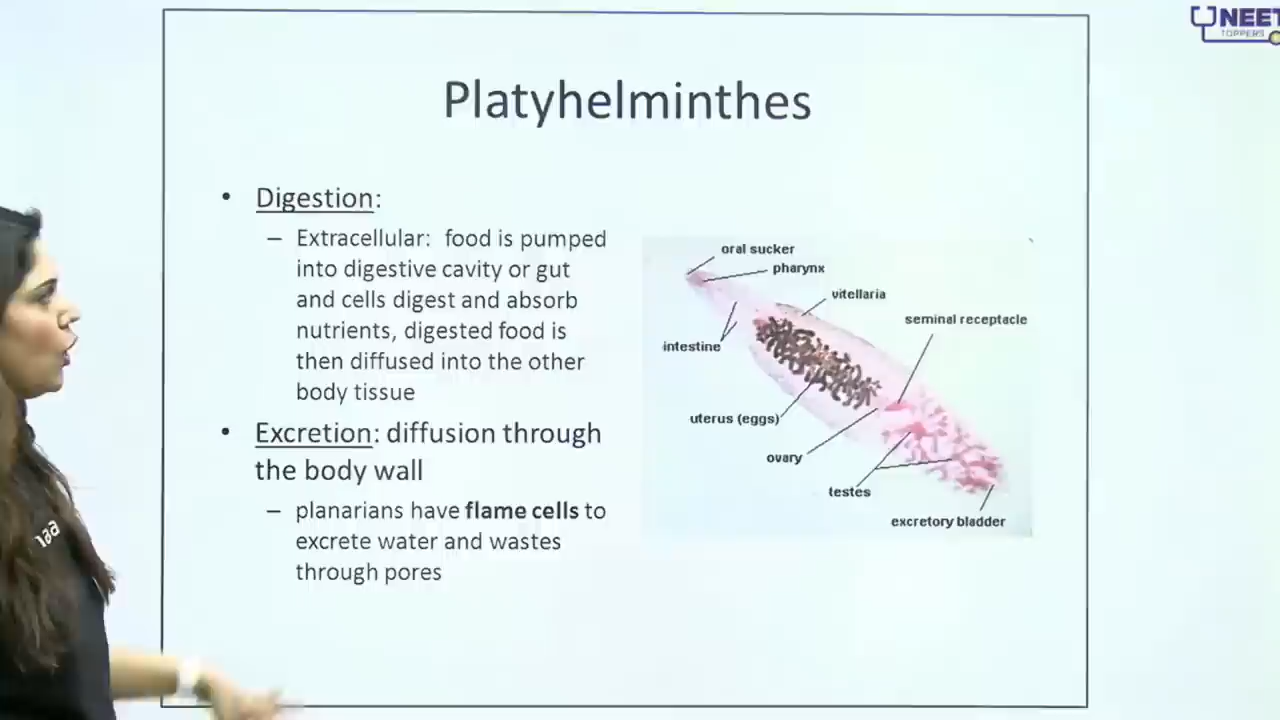 NEET
TOPPERS
Platyhelminthes
• Digestion:
– Extracellular: food is pumped
into digestive cavity or gut
and cells digest and absorb
nutrients, digested food is
then diffused into the other
body tissue
• Excretion: diffusion through
the body wall
– planarians have flame cells to
excrete water and wastes
through pores
oral sucker
pharynx
vitellaria
seminal receptacle
intestine
uterus (eggs)
ovary
testes
excretory bladder